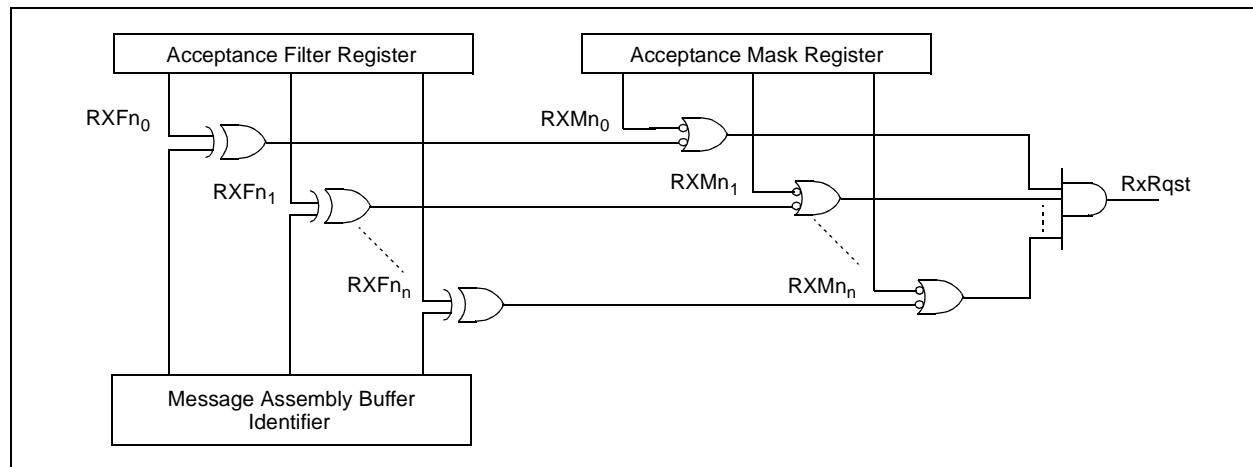 Acceptance Filter Register
Acceptance Mask Register
RXFn0
RXMn0
RXFn1
RXMn1
RxRqst
RXFnn
RXMnn
Message Assembly Buffer
Identifier